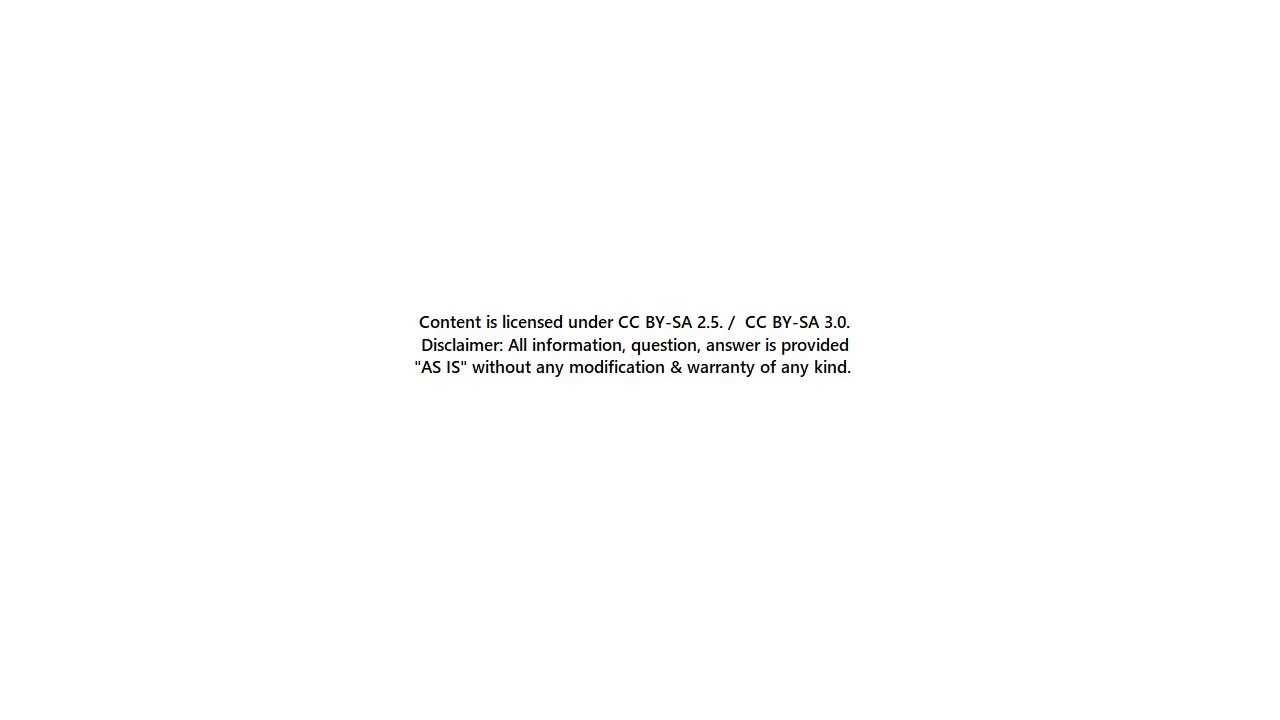 Content is licensed under CC BY-SA 2.5. /  CC BY-SA 3.0.
Disclaimer: All information, question, answer is provided
"AS IS" without any modification & warranty of any kind.